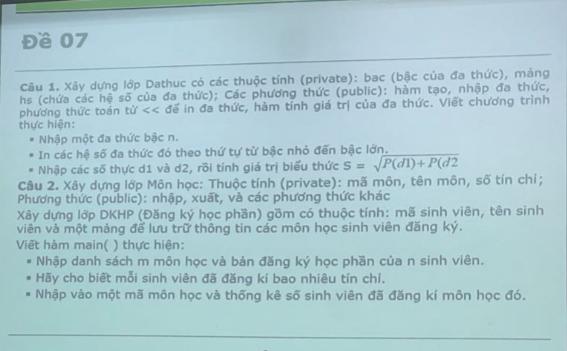 Đề 07
Câu 1. Xây dựng lớp Dathuc có các thuộc tính (private): bac (bậc của đa thức), mảng
hs (chứa các hệ số của đa thức); Các phương thức (public): hàm tạo, nhập đa thức,
phương thức toán tử << để in đa thức, hàm tính giá trị của đa thức. Viết chương trình
thực hiện:
▪ Nhập một đa thức bậc n.
▪ In các hệ số đa thức đó theo thứ tự từ bậc nhỏ đến bậc lớn.
▪ Nhập các số thực d1 và d2, rồi tính giá trị biểu thức S = √P(d1)+P(d2
Câu 2. Xây dựng lớp Môn học: Thuộc tính (private): mã môn, tên môn, số tín chỉ;
Phương thức (public): nhập, xuất, và các phương thức khác
Xây dựng lớp DKHP (Đăng ký học phần) gồm có thuộc tính: mã sinh viên, tên sinh
viên và một mảng để lưu trữ thông tin các môn học sinh viên đăng ký.
Viết hàm main( ) thực hiện:
▪ Nhập danh sách m môn học và bản đăng ký học phần của n sinh viên.
▪ Hãy cho biết mỗi sinh viên đã đăng kí bao nhiêu tín chỉ.
▪ Nhập vào một mã môn học và thống kê số sinh viên đã đăng kí môn học đó.